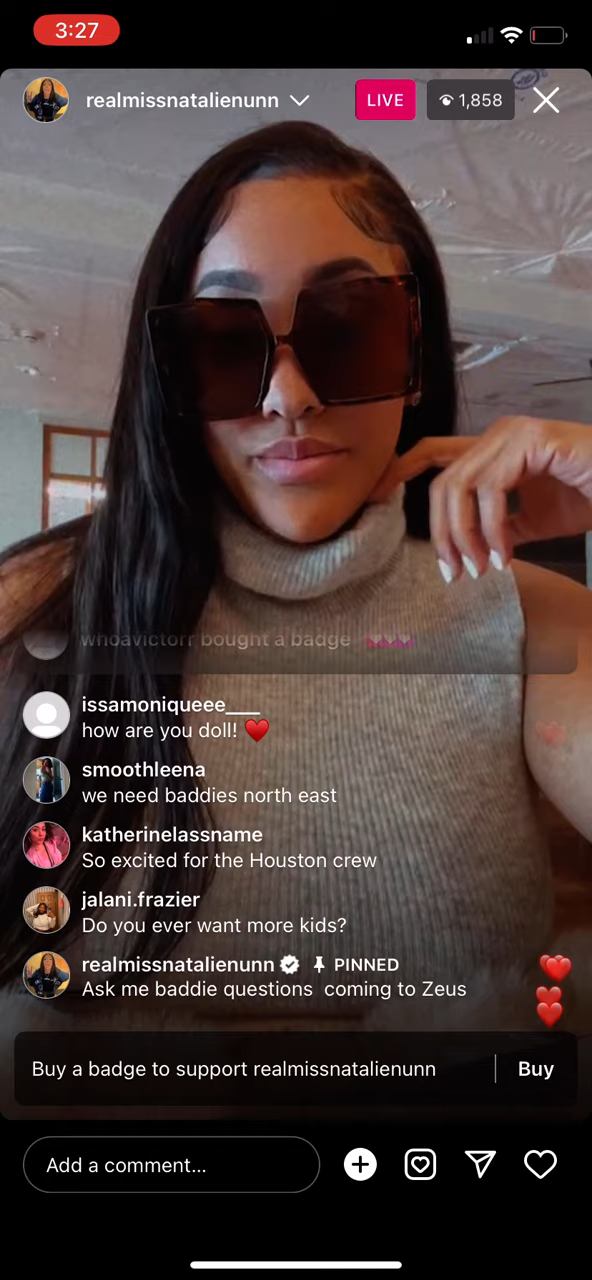 3:27
realmissnatalienunn
LIVE
1,858
whoavictorr bought a badge
issamoniqueee____
how are you doll! ❤️
smoothleena
we need baddies north east
katherinelassname
So excited for the Houston crew
jalani.frazier
Do you ever want more kids?
realmissnatalienunn PINNED
Ask me baddie questions  coming to Zeus
Buy a badge to support realmissnatalienunn | Buy
Add a comment...